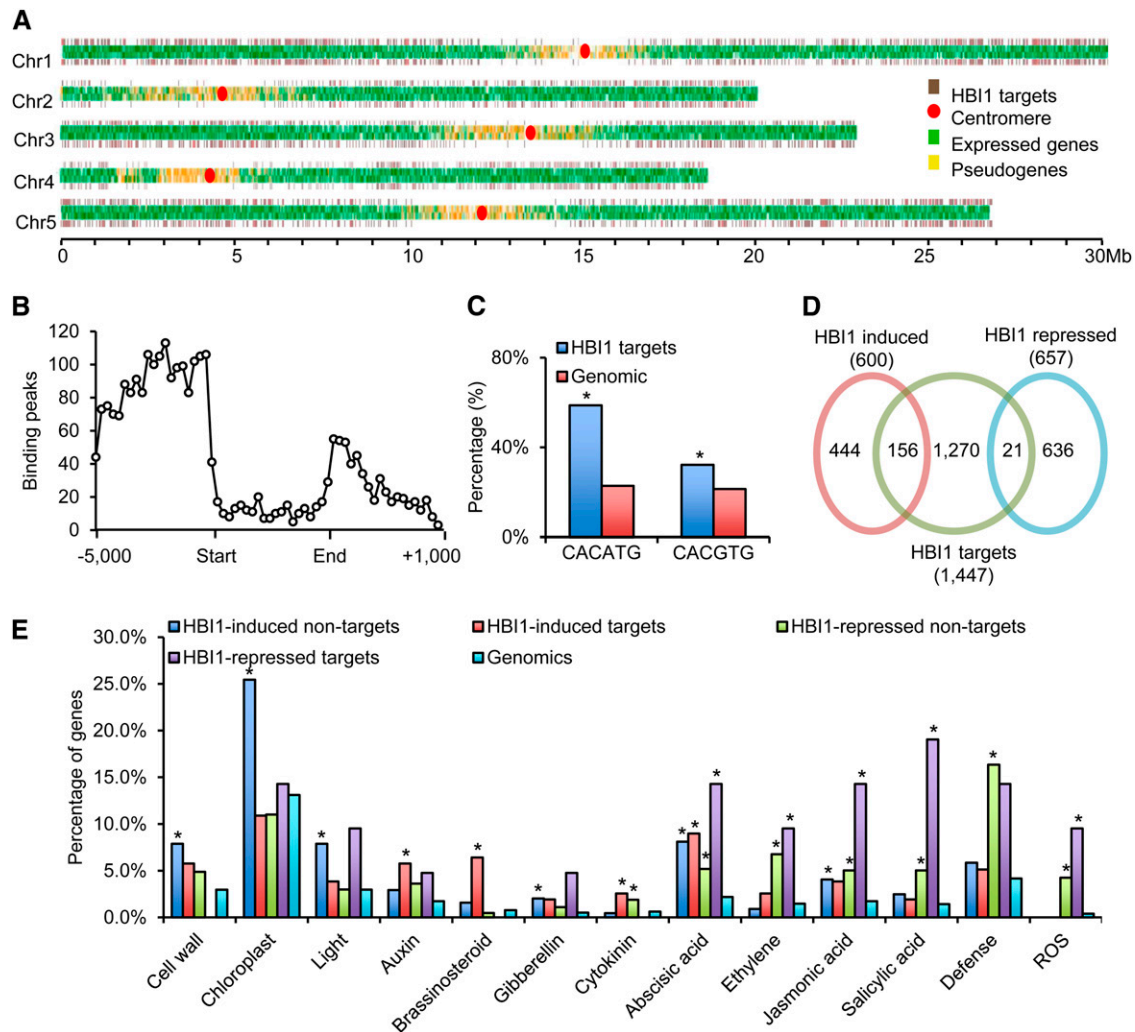 A
Chr1
Chr2
Chr3
Chr4
Chr5
HBI1 targets
Centromere
Expressed genes
Pseudogenes
0 5 10 15 20 25 30Mb
B
Binding peaks
120
100
80
60
40
20
0
-5,000 Start End +1,000
C
HBI1 targets
Genomic
Percentage (%)
80%
40%
0%
* *
CACATG CACGTG
D
HBI1 induced
(600)
HBI1 repressed
(657)
444 156 1,270 21 636
HBI1 targets
(1,447)
E
HBI1-induced non-targets HBI1-induced targets HBI1-repressed non-targets
HBI1-repressed targets Genomics
Percentage of genes
30.0%
25.0%
20.0%
15.0%
10.0%
5.0%
0.0%
* * * * * * * * * * * * * * * * * * * *
Cell wall
Chloroplast
Light
Auxin
Brassinosteroid
Gibberellin
Cytokinin
Abscisic acid
Ethylene
Jasmonic acid
Salicylic acid
Defense
ROS